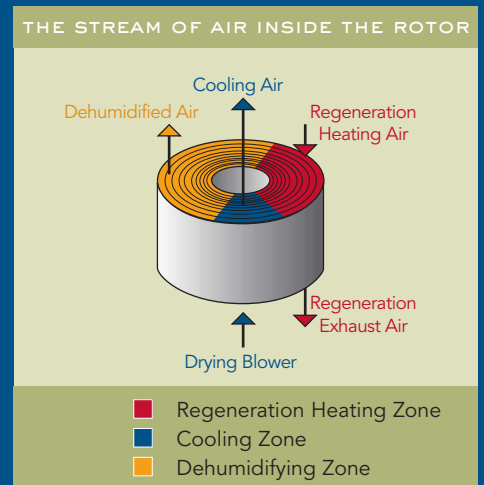 THE STREAM OF AIR INSIDE THE ROTOR
Cooling Air
Dehumidified Air
Regeneration
Heating Air
Regeneration
Exhaust Air
Drying Blower
Regeneration Heating Zone
Cooling Zone
Dehumidifying Zone